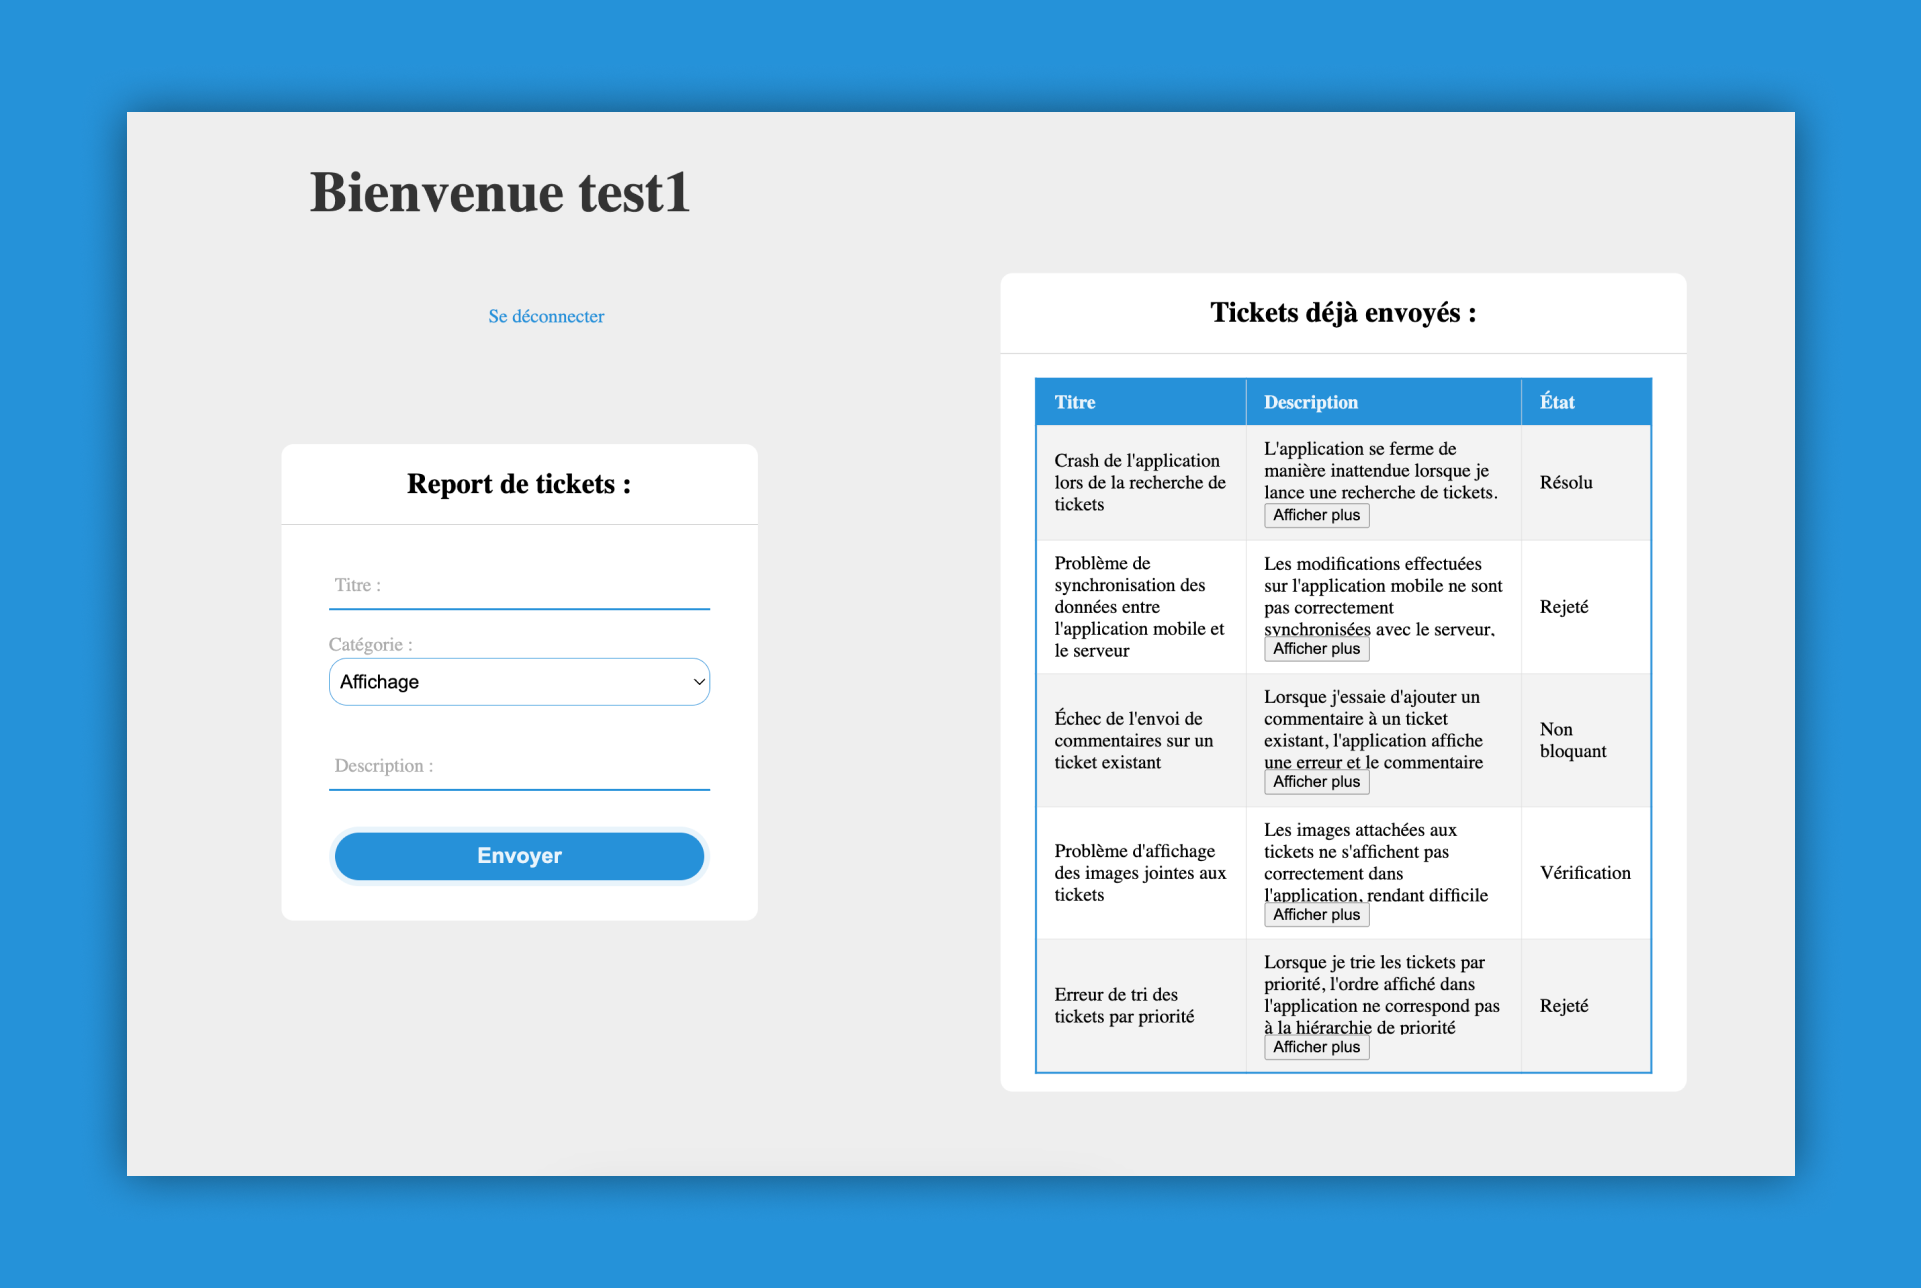 Bienvenue test1
Se déconnecter
Report de tickets :
Titre :
Catégorie :
Affichage
Description :
Envoyer
Tickets déjà envoyés :
Titre
Description
État
Crash de l'application
lors de la recherche de
tickets
L'application se ferme de
manière inattendue lorsque je
lance une recherche de tickets.
Afficher plus
Résolu
Problème de
synchronisation des
données entre
l'application mobile et
le serveur
Les modifications effectuées
sur l'application mobile ne sont
pas correctement
synchronisées avec le serveur,
Afficher plus
Rejeté
Échec de l'envoi de
commentaires sur un
ticket existant
Lorsque j'essaie d'ajouter un
commentaire à un ticket
existant, l'application affiche
une erreur et le commentaire
Afficher plus
Non
bloquant
Problème d'affichage
des images jointes aux
tickets
Les images attachées aux
tickets ne s'affichent pas
correctement dans
l'application, rendant difficile
Afficher plus
Vérification
Erreur de tri des
tickets par priorité
Lorsque je trie les tickets par
priorité, l'ordre affiché dans
l'application ne correspond pas
à la hiérarchie de priorité
Afficher plus
Rejeté